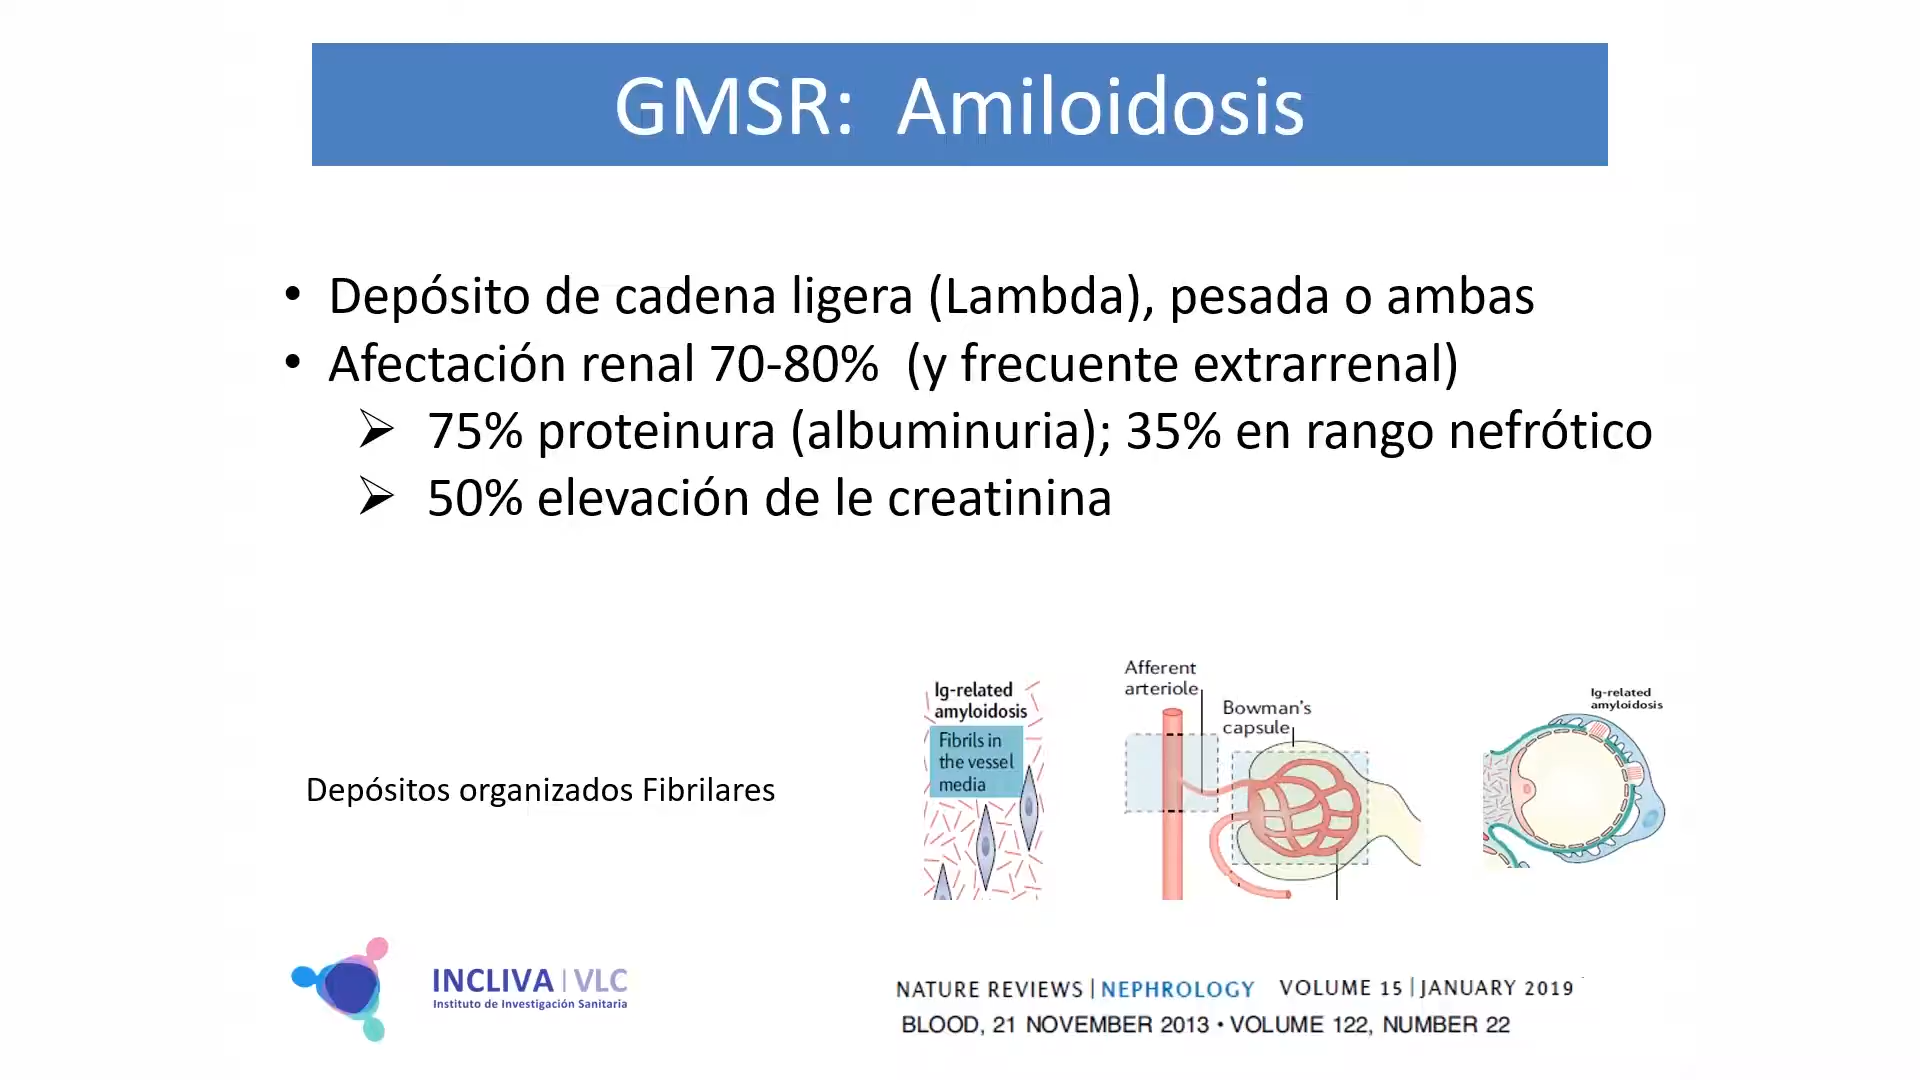 GMSR: Amiloidosis
• Depósito de cadena ligera (Lambda), pesada o ambas
• Afectación renal 70-80% (y frecuente extrarrenal)
➢ 75% proteinura (albuminuria); 35% en rango nefrótico
➢ 50% elevación de le creatinina
Depósitos organizados Fibrilares
Ig-related
amyloidosis
Fibrils in
the vessel
media
Afferent
arteriole
Bowman's
capsule
Ig-related
amyloidosis
INCLIVA | VLC
Instituto de Investigación Sanitaria
NATURE REVIEWS | NEPHROLOGY VOLUME 15 | JANUARY 2019
BLOOD, 21 NOVEMBER 2013 • VOLUME 122, NUMBER 22